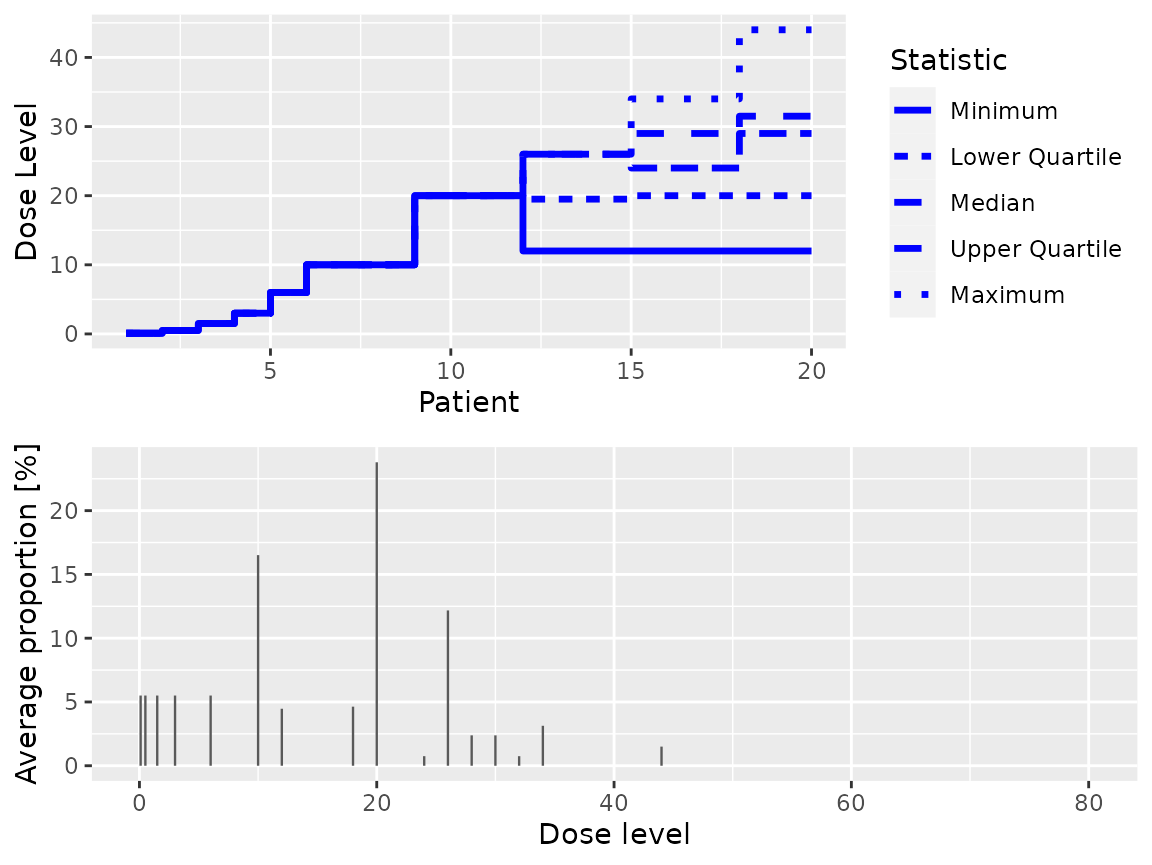 40
30
20
10
0
Dose Level
5
10
15
20
Patient
Statistic
Minimum
Lower Quartile
Median
Upper Quartile
Maximum
20
15
10
5
0
Average proportion [%]
0
20
40
60
80
Dose level